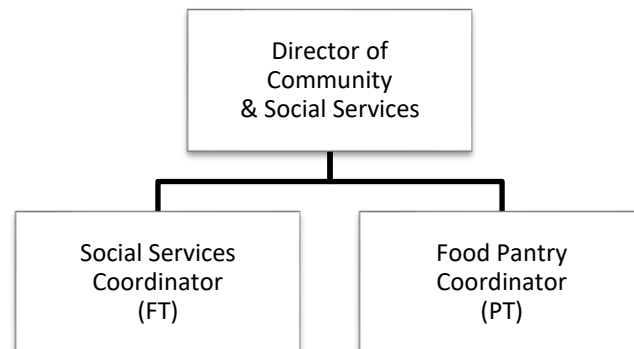 Director of
Community
& Social Services
Social Services
Coordinator
(FT)
Food Pantry
Coordinator
(PT)